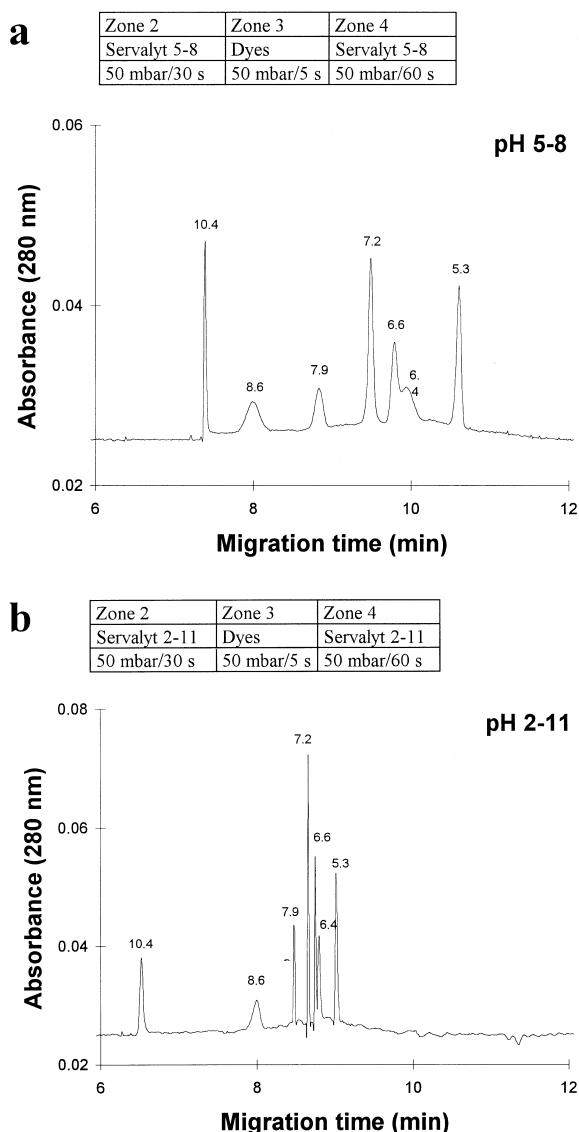 a
Zone 2 Zone 3 Zone 4
Servalyt 5-8 Dyes Servalyt 5-8
50 mbar/30 s 50 mbar/5 s 50 mbar/60 s
pH 5-8
Absorbance (280 nm)
0.06
0.04
0.02
10.4
8.6
7.9
7.2
6.6
6.
4
5.3
6 8 10 12
Migration time (min)
b
Zone 2 Zone 3 Zone 4
Servalyt 2-11 Dyes Servalyt 2-11
50 mbar/30 s 50 mbar/5 s 50 mbar/60 s
pH 2-11
Absorbance (280 nm)
0.08
0.06
0.04
0.02
10.4
8.6
7.9
7.2
6.6
6.4
5.3
6 8 10 12
Migration time (min)